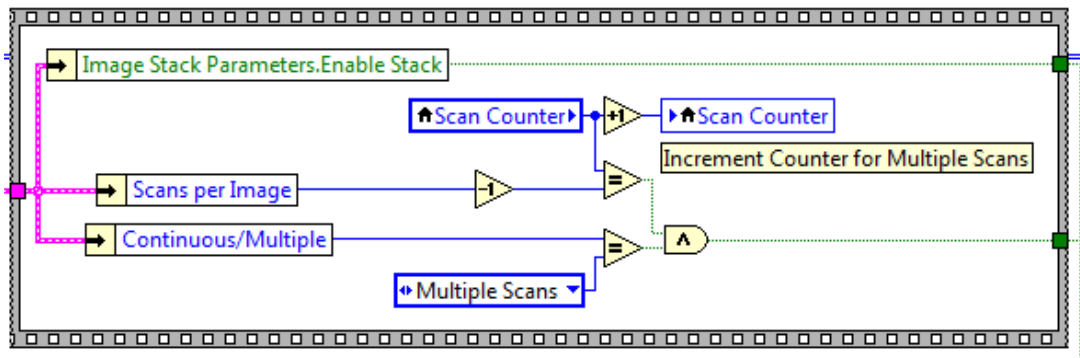 Image Stack Parameters.Enable Stack
Scan Counter
+1
Scan Counter
Increment Counter for Multiple Scans
=
Scans per Image
-1
Continuous/Multiple
=
∧
Multiple Scans